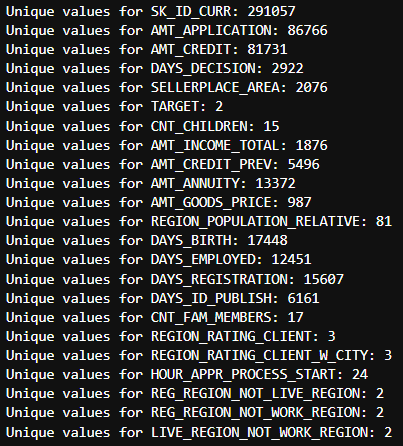 Unique values for SK_ID_CURR: 291057
Unique values for AMT_APPLICATION: 86766
Unique values for AMT_CREDIT: 81731
Unique values for DAYS_DECISION: 2922
Unique values for SELLERPLACE_AREA: 2076
Unique values for TARGET: 2
Unique values for CNT_CHILDREN: 15
Unique values for AMT_INCOME_TOTAL: 1876
Unique values for AMT_CREDIT_PREV: 5496
Unique values for AMT_ANNUITY: 13372
Unique values for AMT_GOODS_PRICE: 987
Unique values for REGION_POPULATION_RELATIVE: 81
Unique values for DAYS_BIRTH: 17448
Unique values for DAYS_EMPLOYED: 12451
Unique values for DAYS_REGISTRATION: 15607
Unique values for DAYS_ID_PUBLISH: 6161
Unique values for CNT_FAM_MEMBERS: 17
Unique values for REGION_RATING_CLIENT: 3
Unique values for REGION_RATING_CLIENT_W_CITY: 3
Unique values for HOUR_APPR_PROCESS_START: 24
Unique values for REG_REGION_NOT_LIVE_REGION: 2
Unique values for REG_REGION_NOT_WORK_REGION: 2
Unique values for LIVE_REGION_NOT_WORK_REGION: 2